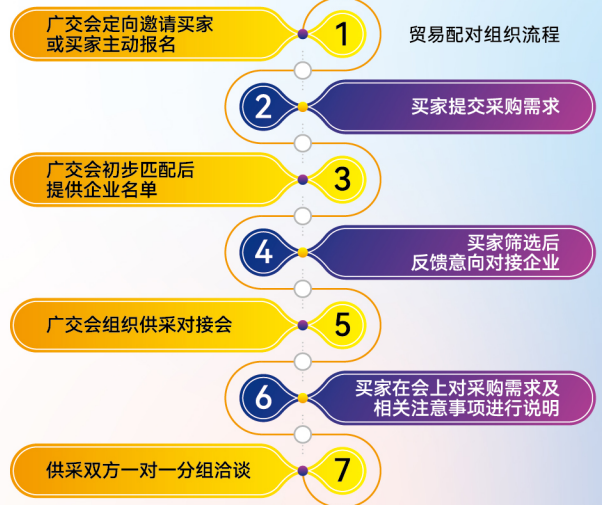 贸易配对组织流程
广交会定向邀请买家
或买家主动报名
1
2
买家提交采购需求
广交会初步匹配后
提供企业名单
3
4
买家筛选后
反馈意向对接企业
广交会组织供采对接会
5
6
买家在会上对采购需求及
相关注意事项进行说明
供采双方一对一分组洽谈
7